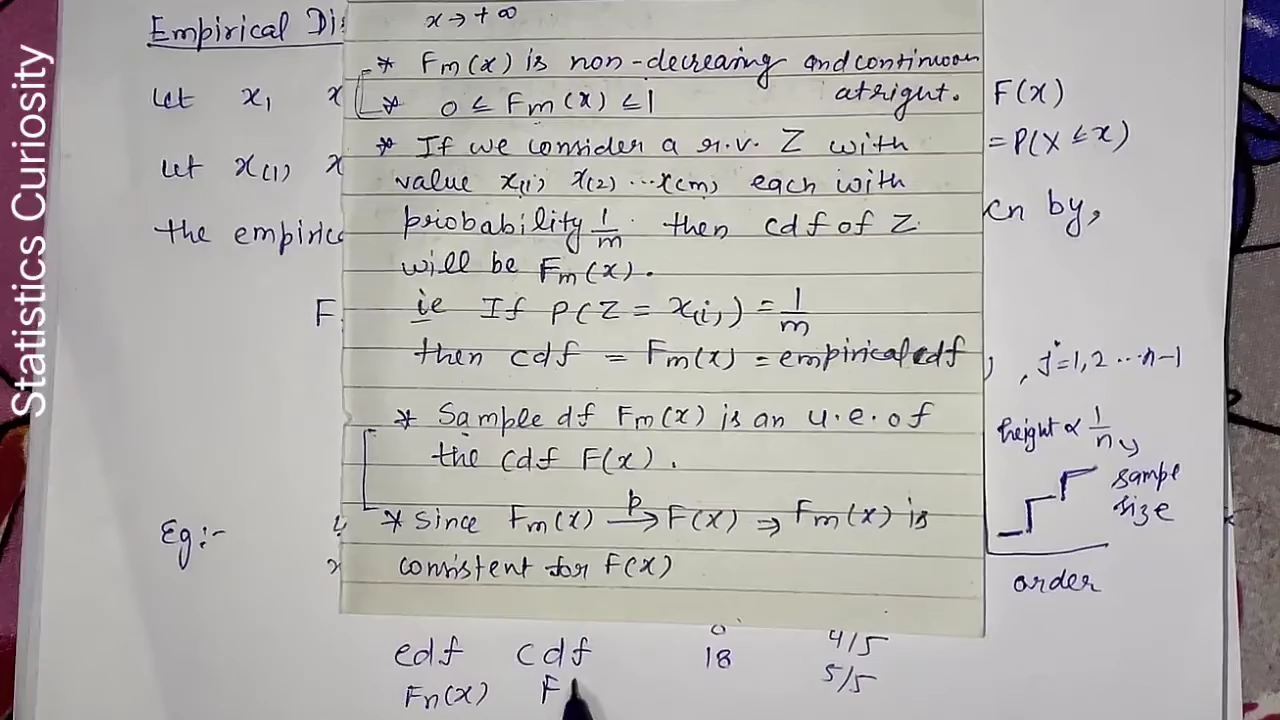 Statistics Curiosity
Empirical Di
Let x1 x
Let x(1) x
the empiric
F
Eg:-
x→ +∞
* Fm(x) is non-decreaing and continuous
at right.
* 0 ≤ Fm(x) ≤ 1
* If we consider a r.v. Z with
value x(1) x(2) ... x(m) each with
probability 1/m then cdf of Z
will be Fm(x).
ie If P(Z = x(i)) = 1/m
then cdf = Fm(x) = empirical cdf
* Sample df Fm(x) is an u.e.of
the cdf F(x).
* Since Fm(x) →p F(x) ⇒ Fm(x) is
consistent for F(x)
F(x)
= P(X ≤ x)
en by,
, j=1,2 ... n-1
height ∝ 1/n
sample
size
order
edf cdf 18 4/5
5/5
Fn(x) F